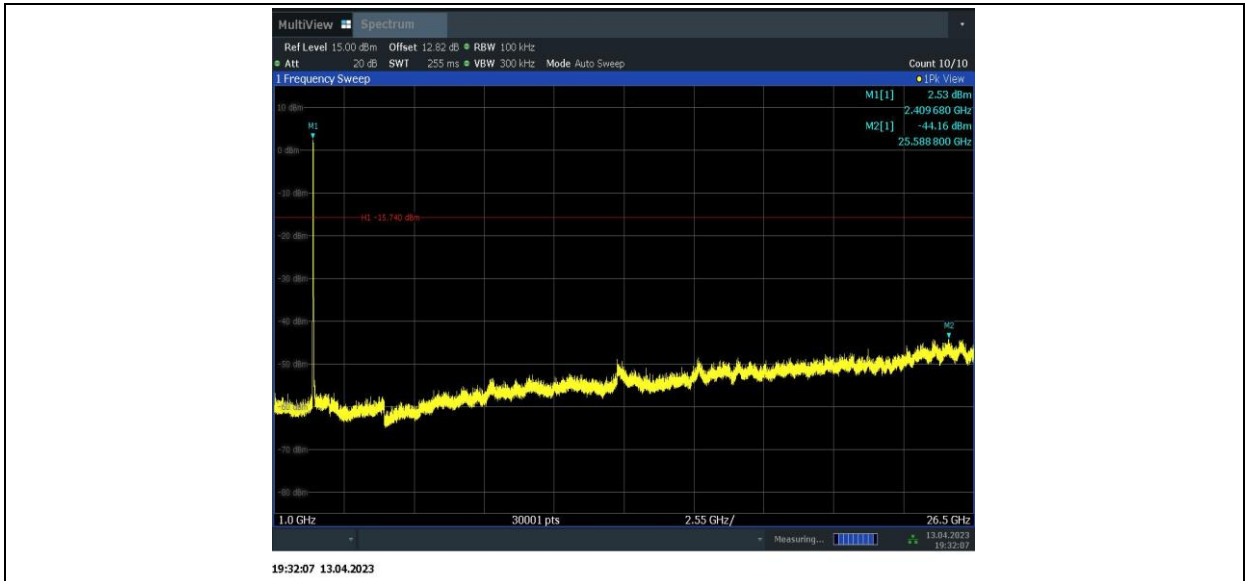 MultiView Spectrum
Ref Level 15.00 dBm Offset 12.82 dB RBW 100 kHz
Att 20 dB SWT 255 ms VBW 300 kHz Mode Auto Sweep Count 10/10
1 Frequency Sweep 1Pk View
M1[1] 2.53 dBm
2.409 680 GHz
M2[1] -44.16 dBm
25.588 800 GHz
10 dBm
M1
0 dBm
-10 dBm
H1 -15.740 dBm
-20 dBm
-30 dBm
-40 dBm
M2
-50 dBm
-60 dBm
-70 dBm
-80 dBm
1.0 GHz 30001 pts 2.55 GHz/ 26.5 GHz
Measuring... 13.04.2023
19:32:07
19:32:07 13.04.2023